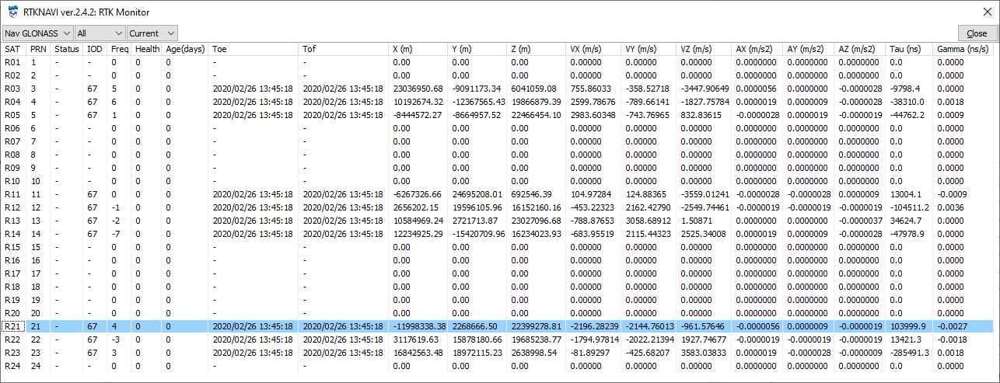 RTKNAVI ver.2.4.2: RTK Monitor
Nav GLONASS All Current Close
SAT PRN Status IOD Freq Health Age(days) Toe Tof X (m) Y (m) Z (m) VX (m/s) VY (m/s) VZ (m/s) AX (m/s2) AY (m/s2) AZ (m/s2) Tau (ns) Gamma (ns/s)
R01 1 - - 0 0 0 - - 0.00 0.00 0.00 0.00000 0.00000 0.00000 0.0000000 0.0000000 0.0000000 0.0 0.0000
R02 2 - - 0 0 0 - - 0.00 0.00 0.00 0.00000 0.00000 0.00000 0.0000000 0.0000000 0.0000000 0.0 0.0000
R03 3 - 67 5 0 0 2020/02/26 13:45:18 2020/02/26 13:45:18 23036950.68 -9091173.34 6041059.08 755.86033 -358.52718 -3447.90649 0.0000056 0.0000000 -0.0000028 -9798.4 0.0000
R04 4 - 67 6 0 0 2020/02/26 13:45:18 2020/02/26 13:45:18 10192674.32 -12367565.43 19866879.39 2599.78676 -789.66141 -1827.75784 0.0000019 0.0000009 -0.0000028 -38310.0 0.0018
R05 5 - 67 1 0 0 2020/02/26 13:45:18 2020/02/26 13:45:18 -8444572.27 -8664957.52 22466454.10 2983.60348 -743.76965 832.83615 -0.0000028 0.0000019 -0.0000019 -44762.2 0.0009
R06 6 - - 0 0 0 - - 0.00 0.00 0.00 0.00000 0.00000 0.00000 0.0000000 0.0000000 0.0000000 0.0 0.0000
R07 7 - - 0 0 0 - - 0.00 0.00 0.00 0.00000 0.00000 0.00000 0.0000000 0.0000000 0.0000000 0.0 0.0000
R08 8 - - 0 0 0 - - 0.00 0.00 0.00 0.00000 0.00000 0.00000 0.0000000 0.0000000 0.0000000 0.0 0.0000
R09 9 - - 0 0 0 - - 0.00 0.00 0.00 0.00000 0.00000 0.00000 0.0000000 0.0000000 0.0000000 0.0 0.0000
R10 10 - - 0 0 0 - - 0.00 0.00 0.00 0.00000 0.00000 0.00000 0.0000000 0.0000000 0.0000000 0.0 0.0000
R11 11 - 67 0 0 0 2020/02/26 13:45:18 2020/02/26 13:45:18 -6267326.66 24695208.01 692546.39 104.97284 124.88365 -3559.01241 -0.0000028 -0.0000028 0.0000009 13004.1 -0.0009
R12 12 - 67 -1 0 0 2020/02/26 13:45:18 2020/02/26 13:45:18 2656202.15 19596105.96 16152160.16 -453.22323 2162.42790 -2549.74461 -0.0000019 -0.0000019 -0.0000019 -104511.2 0.0036
R13 13 - 67 -2 0 0 2020/02/26 13:45:18 2020/02/26 13:45:18 10584969.24 2721713.87 23027096.68 -788.87653 3058.68912 1.50871 -0.0000019 0.0000000 -0.0000037 34624.7 0.0000
R14 14 - 67 -7 0 0 2020/02/26 13:45:18 2020/02/26 13:45:18 12234925.29 -15420709.96 16234023.93 -683.95519 2115.44323 2525.34008 0.0000019 0.0000009 -0.0000028 -47978.9 0.0000
R15 15 - - 0 0 0 - - 0.00 0.00 0.00 0.00000 0.00000 0.00000 0.0000000 0.0000000 0.0000000 0.0 0.0000
R16 16 - - 0 0 0 - - 0.00 0.00 0.00 0.00000 0.00000 0.00000 0.0000000 0.0000000 0.0000000 0.0 0.0000
R17 17 - - 0 0 0 - - 0.00 0.00 0.00 0.00000 0.00000 0.00000 0.0000000 0.0000000 0.0000000 0.0 0.0000
R18 18 - - 0 0 0 - - 0.00 0.00 0.00 0.00000 0.00000 0.00000 0.0000000 0.0000000 0.0000000 0.0 0.0000
R19 19 - - 0 0 0 - - 0.00 0.00 0.00 0.00000 0.00000 0.00000 0.0000000 0.0000000 0.0000000 0.0 0.0000
R20 20 - - 0 0 0 - - 0.00 0.00 0.00 0.00000 0.00000 0.00000 0.0000000 0.0000000 0.0000000 0.0 0.0000
R21 21 - 67 4 0 0 2020/02/26 13:45:18 2020/02/26 13:45:18 -11998338.38 2268666.50 22399278.81 -2196.28239 -2144.76013 -961.57646 -0.0000056 0.0000009 -0.0000019 103999.9 -0.0027
R22 22 - 67 -3 0 0 2020/02/26 13:45:18 2020/02/26 13:45:18 3117619.63 15878180.66 19685238.77 -1794.97814 -2022.21394 1927.74677 -0.0000019 -0.0000019 -0.0000019 13421.3 -0.0018
R23 23 - 67 3 0 0 2020/02/26 13:45:18 2020/02/26 13:45:18 16842563.48 18972115.23 2638998.54 -81.89297 -425.68207 3583.03833 0.0000019 -0.0000028 -0.0000019 -285491.3 0.0018
R24 24 - - 0 0 0 - - 0.00 0.00 0.00 0.00000 0.00000 0.00000 0.0000000 0.0000000 0.0000000 0.0 0.0000